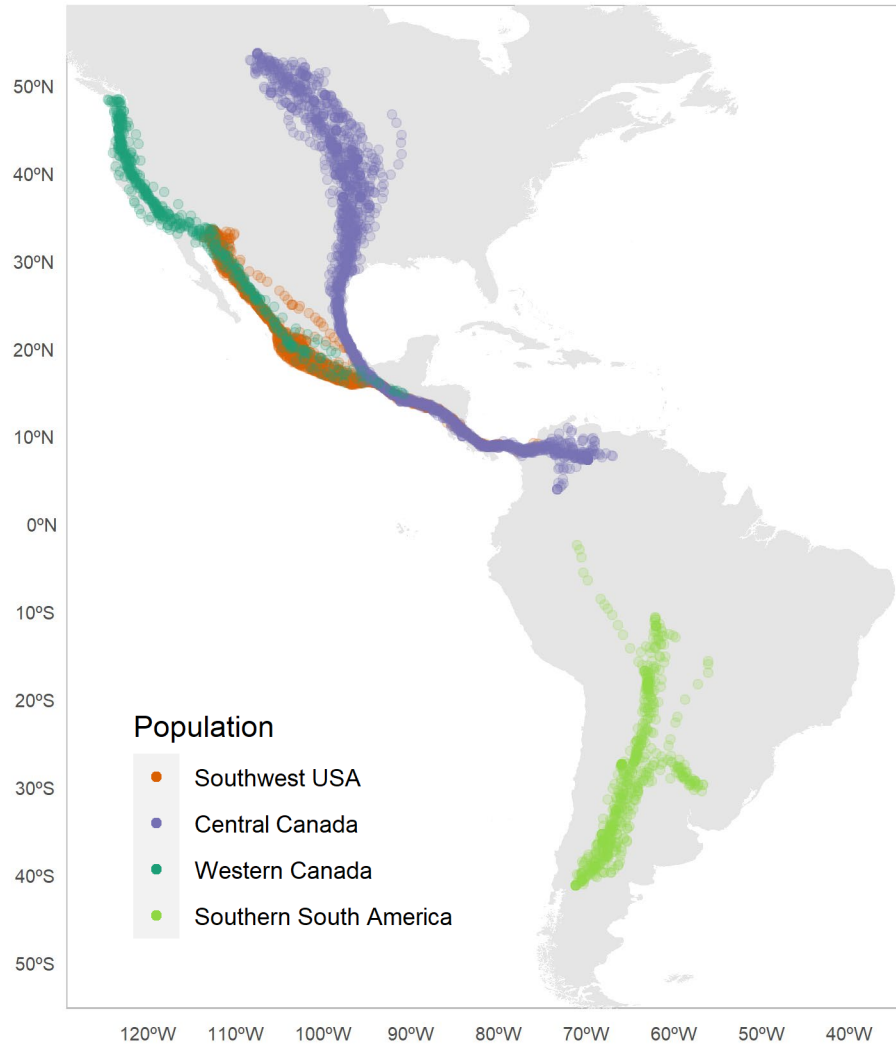 50ºN
40ºN
30ºN
20ºN
10ºN
0ºN
10ºS
20ºS
30ºS
40ºS
50ºS
Population
Southwest USA
Central Canada
Western Canada
Southern South America
120ºW 110ºW 100ºW 90ºW 80ºW 70ºW 60ºW 50ºW 40ºW